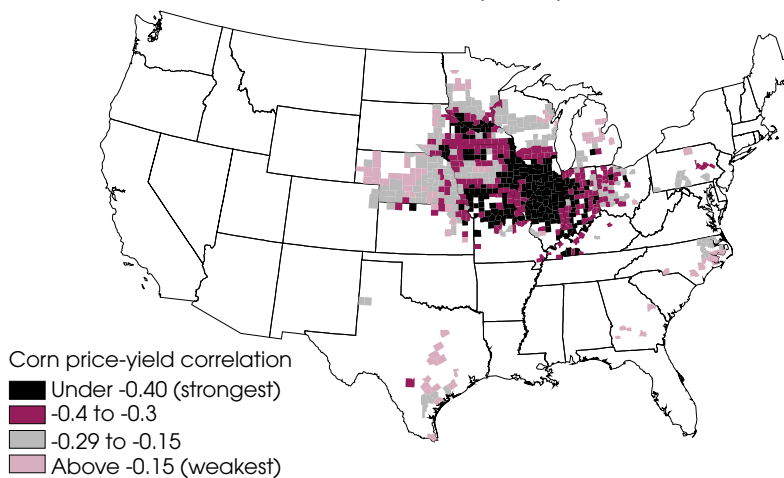 Corn price-yield correlation
Under -0.40 (strongest)
-0.4 to -0.3
-0.29 to -0.15
Above -0.15 (weakest)